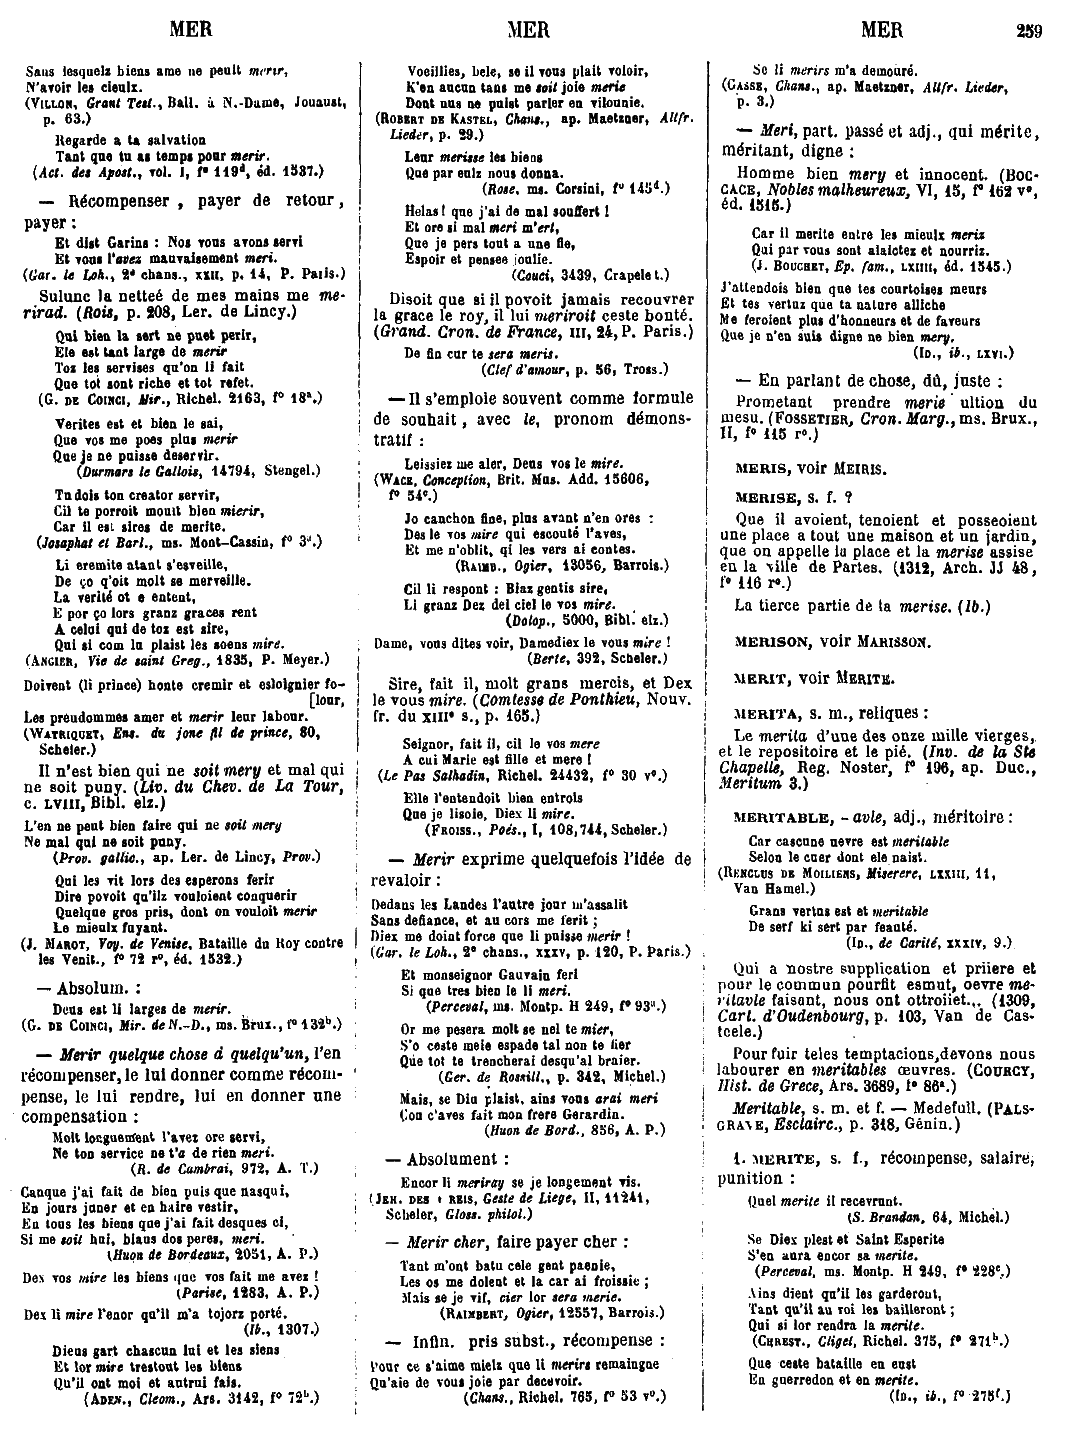 MER
MER
MER
259
Sans lesquelz biens ame ne peult merir,
N'avoir les cieulx.
(VILLON, Grant Test., Ball. à N.-Dame, Jouaust,
p. 63.)
Regarde a ta salvation
Tant que tu as temps pour merir.
(Act. des Apost., vol. I, f° 119d, éd. 1537.)
— Récompenser, payer de retour,
payer :
Et dist Garins : Nos vous avons servi
Et vous l'avez mauvaisement meri.
(Gar. le Loh., 2e chans., XXII, p. 14, P. Paris.)
Sulunc la netteé de mes mains me me-
rirad. (Rois, p. 208, Ler. de Lincy.)
Qui bien la sert ne puet perir,
Ele est tant large de merir
Toz les servises qu'on li fait
Que tot sont riche et tot refet.
(G. DE COINCI, Mir., Richel. 2163, f° 18a.)
Verites est et bien le sai,
Que vos me poes plus merir
Que je ne puisse deservir.
(Durmars le Gallois, 14794, Stengel.)
Tu dois ton creator servir,
Cil te porroit mouit bien mierir,
Car il est sires de merite.
(Josaphat et Barl., ms. Mont-Cassin, f° 3d.)
Li eremite atant s'esveille,
De ço q'oit molt se merveille.
La verité ot e entent,
E por ço lors granz graces rent
A celui qui de toz est sire,
Qui si com lu plaist les soens mire.
(ANGIER, Vie de saint Greg., 1835, P. Meyer.)
Doivent (li prince) honte cremir et esloignier fo-
[lour,
Les preudommes amer et merir leur labour.
(WATRIQUET, Ens. du jone fil de prince, 80,
Scheler.)
Il n'est bien qui ne soit mery et mal qui
ne soit puny. (Liv. du Chev. de La Tour,
c. LVIII, Bibl. elz.)
L'en ne peut bien faire qui ne soit mery
Ne mal qui ne soit puny.
(Prov. gallic., ap. Ler. de Lincy, Prov.)
Qui les vit lors des esperons ferir
Dire povoit qu'ilz vouloient conquerir
Quelque gros pris, dont on vouloit merir
Le mieulx fuyant.
(J. MAROT, Voy. de Venise, Bataille du Roy contre
les Venit., f° 72 r°, éd. 1532.)
— Absolum. :
Deus est li larges de merir.
(G. DE COINCI, Mir. de N.-D., ms. Brux., f° 132b.)
— Merir quelque chose à quelqu'un, l'en
récompenser, le lui donner comme récom-
pense, le lui rendre, lui en donner une
compensation :
Molt longuement l'avez ore servi,
Ne ton service ne t'a de rien meri.
(R. de Cambrai, 972, A. T.)
Canque j'ai fait de bien puis que nasqui,
En jours juner et en haire vestir,
En tous les biens que j'ai fait desques ci,
Si me soit hui, biaus dos peres, meri.
(Huon de Bordeaux, 2051, A. P.)
Dex vos mire les biens que vos fait me avez !
(Parise, 1283, A. P.)
Dex li mire l'enor qu'il m'a tojorz porté.
(Ib., 1307.)
Dieus gart chascun lui et les siens
Et lor mire trestout les biens
Qu'il ont moi et autrui fais.
(ADEN., Cleom., Ars. 3142, f° 72b.)
Voeillies, bele, se il vous plait voloir,
K'en aucun tans me soit joie merie
Dont nus ne puist parler en vilounie.
(ROBERT DE KASTEL, Chans., ap. Maetzner, Altfr.
Lieder, p. 29.)
Leur merisse les biens
Que par eulz nous donna.
(Rose, ms. Corsini, f° 145d.)
Helas ! que j'ai de mal souffert !
Et ore si mal meri m'ert,
Que je pers tout a une fie,
Espoir et pensee joulie.
(Couci, 3439, Crapelet.)
Disoit que si il povoit jamais recouvrer
la grace le roy, il lui meriroit ceste bonté.
(Grand. Cron. de France, III, 24, P. Paris.)
De fin cur te sera meris.
(Clef d'amour, p. 56, Tross.)
— Il s'emploie souvent comme formule
de souhait, avec le, pronom démons-
tratif :
Leissiez me aler, Deus vos le mire.
(WACE, Conception, Brit. Mus. Add. 15606,
f° 54c.)
Jo canchon fine, plus avant n'en ores :
Des le vos mire qui escouté l'aves,
Et me n'oblit, qi les vers ai contes.
(RAIMB., Ogier, 13056, Barrois.)
Cil li respont : Biaz gentis sire,
Li granz Dez del ciel le vos mire.
(Dolop., 5000, Bibl. elz.)
Dame, vous dites voir, Damediex le vous mire !
(Berte, 392, Scheler.)
Sire, fait il, molt grans mercis, et Dex
le vous mire. (Comtesse de Ponthieu, Nouv.
fr. du XIIIe s., p. 165.)
Seignor, fait il, cil le vos mere
A cui Marie est fille et mere !
(Le Pas Salhadin, Richel. 24432, f° 30 v°.)
Elle l'entendoit bien entrols
Que je lisoie, Diex li mire.
(FROISS., Poés., I, 108,744, Scheler.)
— Merir exprime quelquefois l'idée de
revaloir :
Dedans les Landes l'autre jour m'assalit
Sans defiance, et au cors me ferit ;
Diex me doint force que li puisse merir !
(Gar. le Loh., 2e chans., XXXV, p. 120, P. Paris.)
Et monseignor Gauvain feri
Si que tres bien le li meri.
(Perceval, ms. Montp. H 249, f° 93a.)
Or me pesera molt se nel te mier,
S'o ceste meie espade tal non te fier
Que tot te trencherai desqu'al braier.
(Ger. de Rossill., p. 342, Michel.)
Mais, se Diu plaist, ains vous arai meri
Çou c'aves fait mon frere Gerardin.
(Huon de Bord., 856, A. P.)
— Absolument :
Encor li meriray se je longement vis.
(JEH. DES PREIS, Geste de Liege, II, 11241,
Scheler, Gloss. philol.)
— Merir cher, faire payer cher :
Tant m'ont batu cele gent paenie,
Les os me dolent et la car ai froissie ;
Mais se je vif, cier lor sera merie.
(RAIMBERT, Ogier, 12557, Barrois.)
— Infin. pris subst., récompense :
Pour ce s'aime mielz que li merirs remaingne
Qu'aie de vous joie par decevoir.
(Chans., Richel. 765, f° 53 v°.)
Se li merirs m'a demouré.
(GASSE, Chans., ap. Maetzner, Altfr. Lieder,
p. 3.)
— Meri, part. passé et adj., qui mérite,
méritant, digne :
Homme bien mery et innocent. (BOC-
CACE, Nobles malheureux, VI, 15, f° 162 v°,
éd. 1515.)
Car il merite entre les mieulx meriz
Qui par vous sont alaictez et nourriz.
(J. BOUCHET, Ep. fam., LXIIII, éd. 1545.)
J'attendois bien que tes courtoises meurs
Et tes vertuz que ta nature alliche
Me feroient plus d'honneurs et de faveurs
Que je n'en suis digne ne bien mery.
(ID., ib., LXVI.)
— En parlant de chose, dû, juste :
Prometant prendre merie ultion du
mesu. (FOSSETIER, Cron. Marg., ms. Brux.,
II, f° 115 r°.)
MERIS, voir MEIRIS.
MERISE, s. f. ?
Que il avoient, tenoient et posseoient
une place a tout une maison et un jardin,
que on appelle la place et la merise assise
en la ville de Partes. (1312, Arch. JJ 48,
f° 116 r°.)
La tierce partie de la merise. (Ib.)
MERISON, voir MARISSON.
MERIT, voir MERITE.
MERITA, s. m., reliques :
Le merita d'une des onze mille vierges,
et le repositoire et le pié. (Inv. de la Ste
Chapelle, Reg. Noster, f° 196, ap. Duc.,
Meritum 3.)
MERITABLE, - avle, adj., méritoire :
Car cascune oevre est meritable
Selon le cuer dont ele naist.
(RENCLUS DE MOILIENS, Miserere, LXXIII, 11,
Van Hamel.)
Grans vertus est et meritable
De serf ki sert par feauté.
(ID., de Carité, XXXIV, 9.)
Qui a nostre supplication et priiere et
pour le commun pourfit esmut, oevre me-
ritavle faisant, nous ont ottroiiet... (1309,
Cart. d'Oudenbourg, p. 103, Van de Cas-
teele.)
Pour fuir teles temptacions, devons nous
labourer en meritables œuvres. (COURCY,
Hist. de Grece, Ars. 3689, f° 86a.)
Meritable, s. m. et f. — Medefull. (PALS-
GRAVE, Esclairc., p. 318, Génin.)
1. MERITE, s. f., récompense, salaire,
punition :
Quel merite il recevrunt.
(S. Brandan, 64, Michel.)
Se Diex plest et Saint Esperite
S'en aura encor sa merite.
(Perceval, ms. Montp. H 249, f° 228c.)
Ains dient qu'il les garderout,
Tant qu'il au roi les bailleront ;
Qui si lor rendra la merite.
(CHREST., Cliget, Richel. 375, f° 271b.)
Que ceste bataille en eust
En guerredon et en merite.
(ID., ib., f° 278f.)